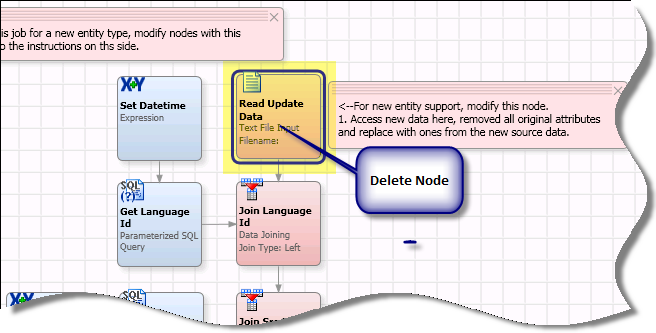 is job for a new entity type, modify nodes with this
o the instructions on ths side.
X+Y
Set Datetime
Expression
Read Update
Data
Text File Input
Filename:
<--For new entity support, modify this node.
1. Access new data here, removed all original attributes
and replace with ones from the new source data.
Delete Node
SQL
(?)
Get Language
Id
Parameterized SQL
Query
Join Language
Id
Data Joining
Join Type: Left
X+Y
SQL